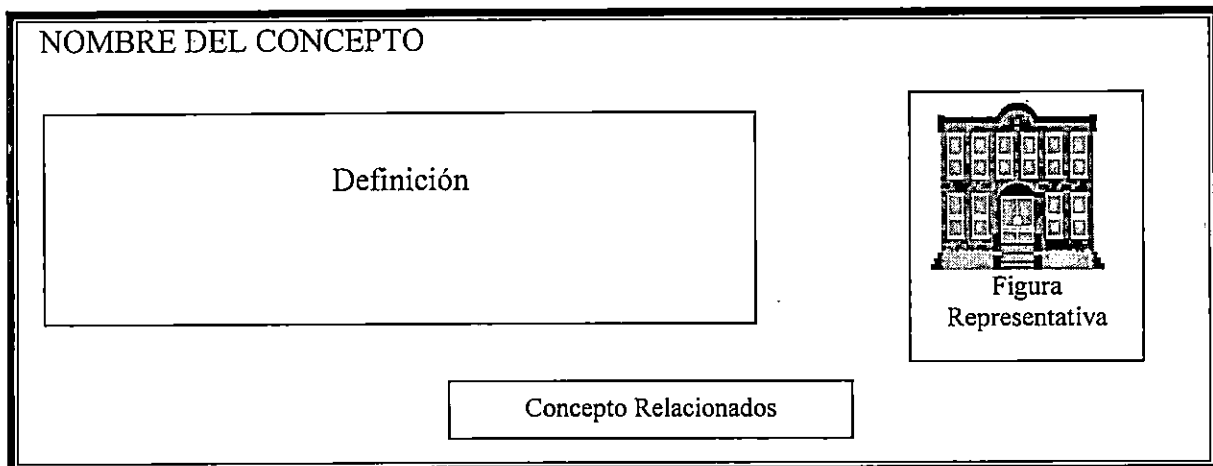 NOMBRE DEL CONCEPTO
Definición
Figura
Representativa
Concepto Relacionados